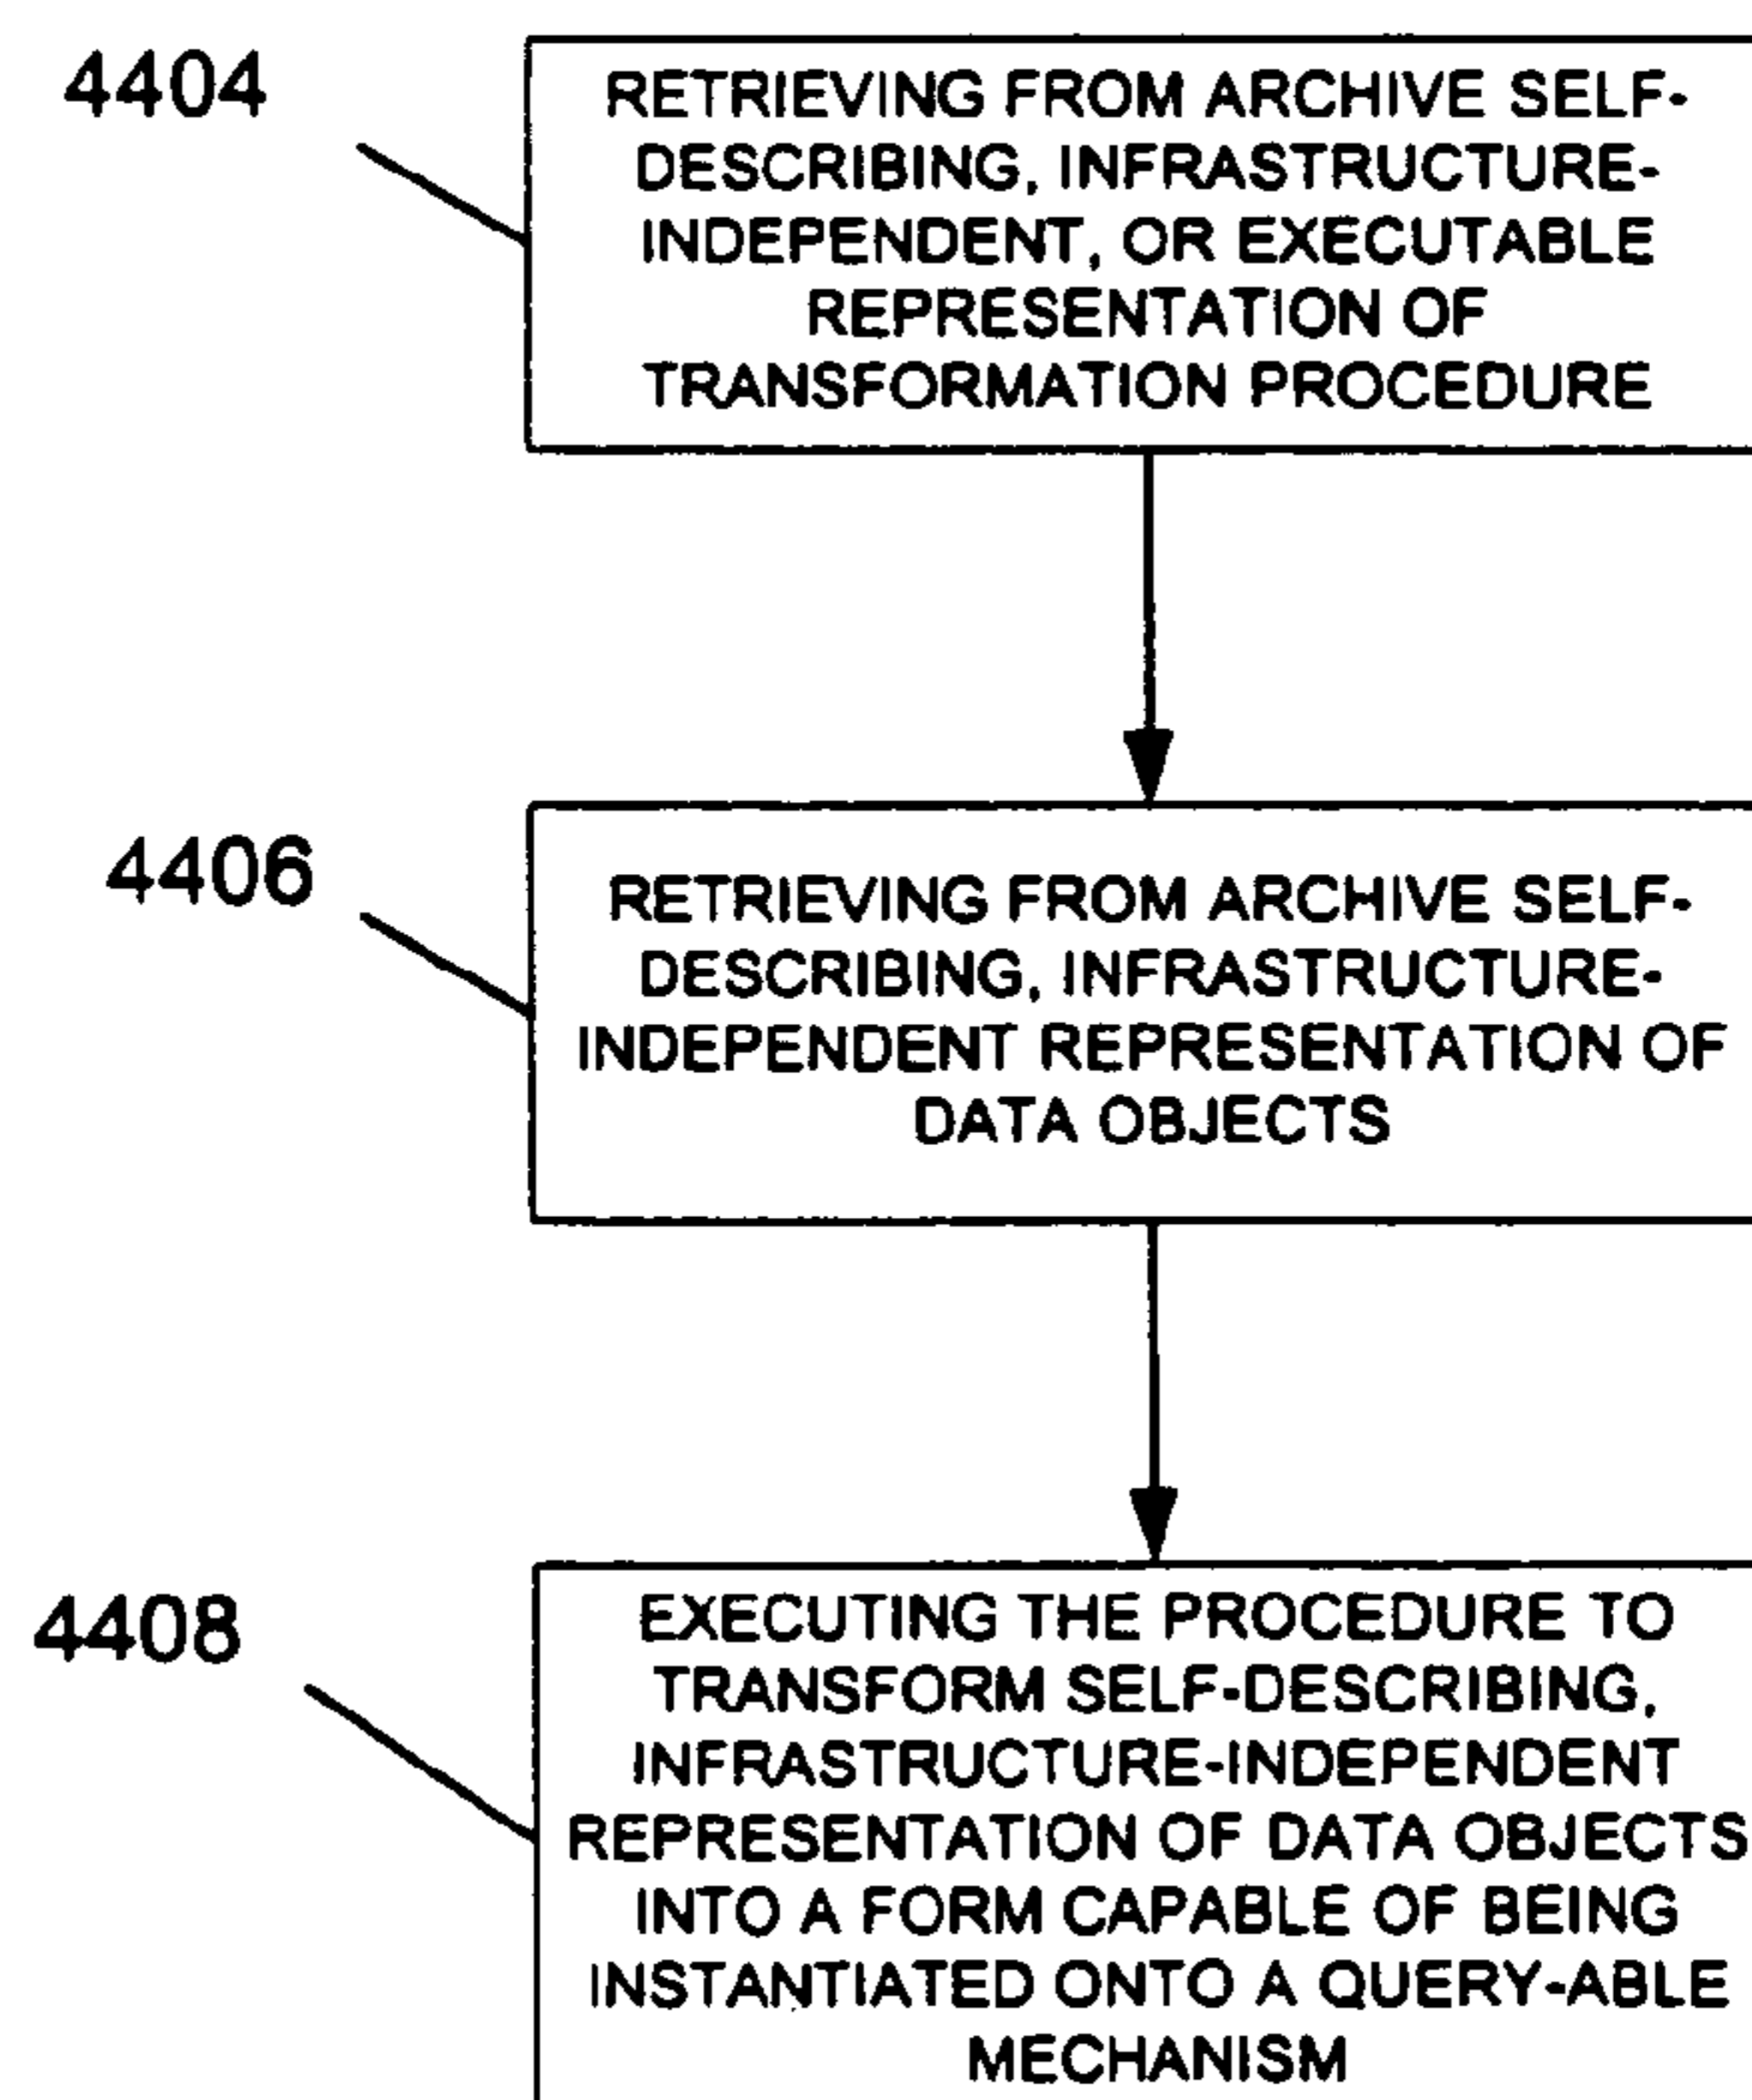 4404
RETRIEVING FROM ARCHIVE SELF-
DESCRIBING, INFRASTRUCTURE-
INDEPENDENT, OR EXECUTABLE
REPRESENTATION OF
TRANSFORMATION PROCEDURE
4406
RETRIEVING FROM ARCHIVE SELF-
DESCRIBING, INFRASTRUCTURE-
INDEPENDENT REPRESENTATION OF
DATA OBJECTS
4408
EXECUTING THE PROCEDURE TO
TRANSFORM SELF-DESCRIBING,
INFRASTRUCTURE-INDEPENDENT
REPRESENTATION OF DATA OBJECTS
INTO A FORM CAPABLE OF BEING
INSTANTIATED ONTO A QUERY-ABLE
MECHANISM